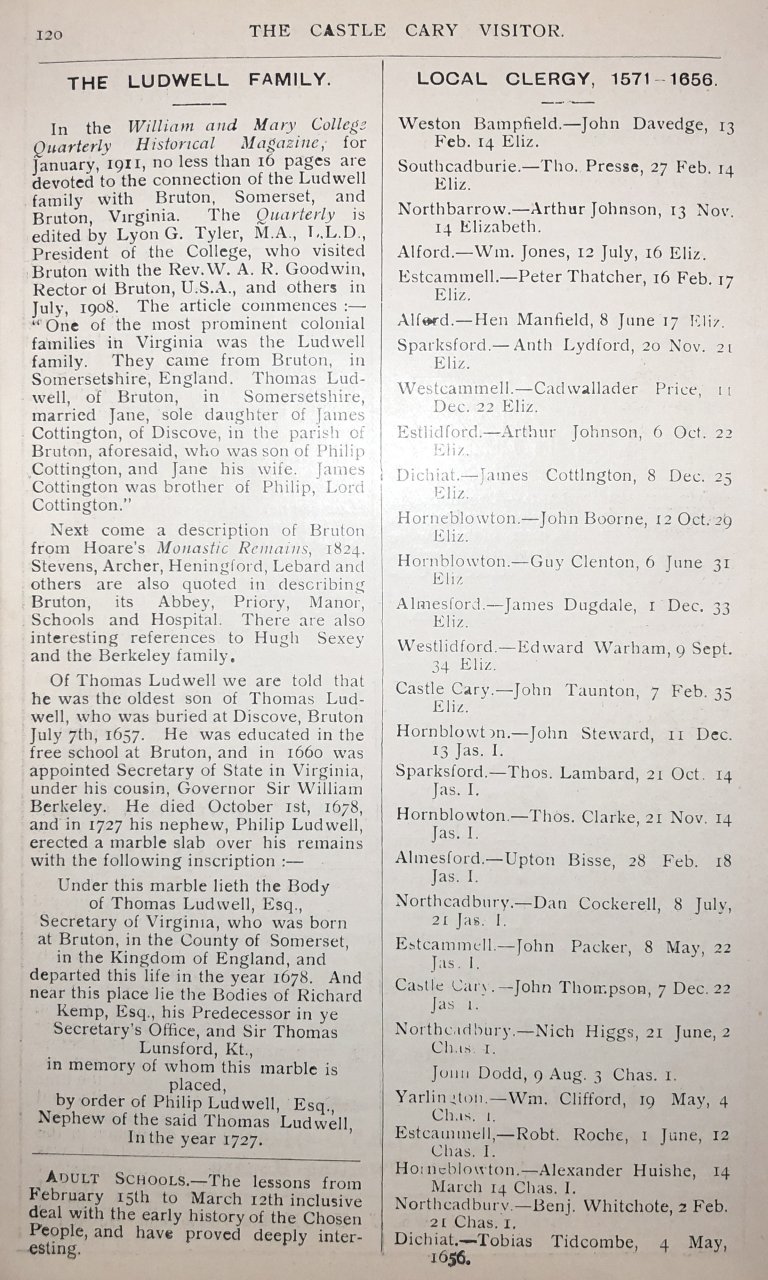 120
THE CASTLE CARY VISITOR.
THE LUDWELL FAMILY.
In the William and Mary College
Quarterly Historical Magazine, for
January, 1911, no less than 16 pages are
devoted to the connection of the Ludwell
family with Bruton, Somerset, and
Bruton, Virginia. The Quarterly is
edited by Lyon G. Tyler, M.A., L.L.D.,
President of the College, who visited
Bruton with the Rev. W. A. R. Goodwin,
Rector of Bruton, U.S.A., and others in
July, 1908. The article commences :—
“ One of the most prominent colonial
families in Virginia was the Ludwell
family. They came from Bruton, in
Somersetshire, England. Thomas Lud-
well, of Bruton, in Somersetshire,
married Jane, sole daughter of James
Cottington, of Discove, in the parish of
Bruton, aforesaid, who was son of Philip
Cottington, and Jane his wife. James
Cottington was brother of Philip, Lord
Cottington.”
Next come a description of Bruton
from Hoare's Monastic Remains, 1824.
Stevens, Archer, Heningford, Lebard and
others are also quoted in describing
Bruton, its Abbey, Priory, Manor,
Schools and Hospital. There are also
interesting references to Hugh Sexey
and the Berkeley family.
Of Thomas Ludwell we are told that
he was the oldest son of Thomas Lud-
well, who was buried at Discove, Bruton
July 7th, 1657. He was educated in the
free school at Bruton, and in 1660 was
appointed Secretary of State in Virginia,
under his cousin, Governor Sir William
Berkeley. He died October 1st, 1678,
and in 1727 his nephew, Philip Ludwell,
erected a marble slab over his remains
with the following inscription :—
Under this marble lieth the Body
of Thomas Ludwell, Esq.,
Secretary of Virginia, who was born
at Bruton, in the County of Somerset,
in the Kingdom of England, and
departed this life in the year 1678. And
near this place lie the Bodies of Richard
Kemp, Esq., his Predecessor in ye
Secretary's Office, and Sir Thomas
Lunsford, Kt.,
in memory of whom this marble is
placed,
by order of Philip Ludwell, Esq.,
Nephew of the said Thomas Ludwell,
In the year 1727.
ADULT SCHOOLS.—The lessons from
February 15th to March 12th inclusive
deal with the early history of the Chosen
People, and have proved deeply inter-
esting.
LOCAL CLERGY, 1571–1656.
Weston Bampfield.—John Davedge, 13
Feb. 14 Eliz.
Southcadburie.—Tho. Presse, 27 Feb. 14
Eliz.
Northbarrow.—Arthur Johnson, 13 Nov.
14 Elizabeth.
Alford.—Wm. Jones, 12 July, 16 Eliz.
Estcammell.—Peter Thatcher, 16 Feb. 17
Eliz.
Alford.—Hen Manfield, 8 June 17 Eliz.
Sparksford.—Anth Lydford, 20 Nov. 21
Eliz.
Westcammell.—Cadwallader Price, 11
Dec. 22 Eliz.
Estlidford.—Arthur Johnson, 6 Oct. 22
Eliz.
Dichiat.—James Cottlngton, 8 Dec. 25
Eliz.
Horneblowton.—John Boorne, 12 Oct. 29
Eliz.
Hornblowton.—Guy Clenton, 6 June 31
Eliz
Almesford.—James Dugdale, 1 Dec. 33
Eliz.
Westlidford.—Edward Warham, 9 Sept.
34 Eliz.
Castle Cary.—John Taunton, 7 Feb. 35
Eliz.
Hornblowton.—John Steward, 11 Dec.
13 Jas. I.
Sparksford.—Thos. Lambard, 21 Oct. 14
Jas. I.
Hornblowton.—Thos. Clarke, 21 Nov. 14
Jas. I.
Almesford.—Upton Bisse, 28 Feb. 18
Jas. I.
Northcadbury.—Dan Cockerell, 8 July,
21 Jas. I.
Estcammell.—John Packer, 8 May, 22
Jas. I.
Castle Cary.—John Thompson, 7 Dec. 22
Jas I.
Northcadbury.—Nich Higgs, 21 June, 2
Chas. I.
John Dodd, 9 Aug. 3 Chas. I.
Yarlington.—Wm. Clifford, 19 May, 4
Chas. I.
Estcammell,—Robt. Roche, 1 June, 12
Chas. I.
Horneblowton.—Alexander Huishe, 14
March 14 Chas. I.
Northcadbury.—Benj. Whitchote, 2 Feb.
21 Chas. I.
Dichiat.—Tobias Tidcombe, 4 May,
1656.